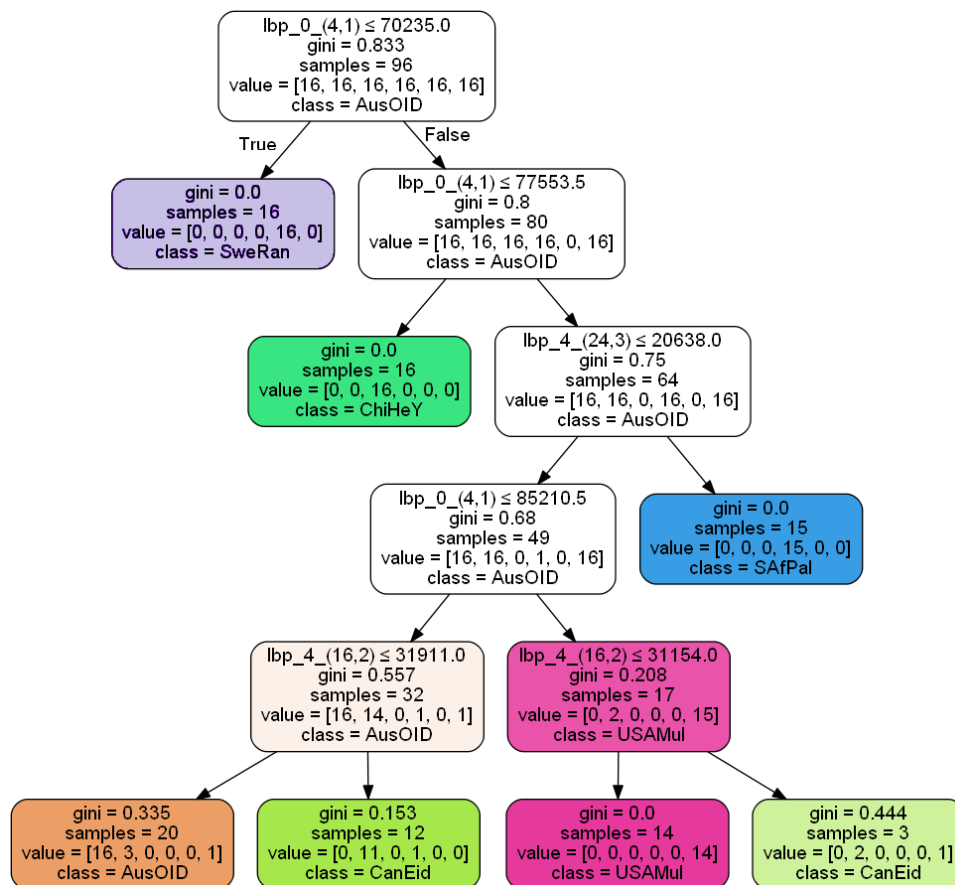 lbp_0_(4,1) ≤ 70235.0
gini = 0.833
samples = 96
value = [16, 16, 16, 16, 16, 16]
class = AusOID
True
False
gini = 0.0
samples = 16
value = [0, 0, 0, 0, 16, 0]
class = SweRan
lbp_0_(4,1) ≤ 77553.5
gini = 0.8
samples = 80
value = [16, 16, 16, 16, 0, 16]
class = AusOID
gini = 0.0
samples = 16
value = [0, 0, 16, 0, 0, 0]
class = ChiHeY
lbp_4_(24,3) ≤ 20638.0
gini = 0.75
samples = 64
value = [16, 16, 0, 16, 0, 16]
class = AusOID
lbp_0_(4,1) ≤ 85210.5
gini = 0.68
samples = 49
value = [16, 16, 0, 1, 0, 16]
class = AusOID
gini = 0.0
samples = 15
value = [0, 0, 0, 15, 0, 0]
class = SAfPal
lbp_4_(16,2) ≤ 31911.0
gini = 0.557
samples = 32
value = [16, 14, 0, 1, 0, 1]
class = AusOID
lbp_4_(16,2) ≤ 31154.0
gini = 0.208
samples = 17
value = [0, 2, 0, 0, 0, 15]
class = USAMul
gini = 0.335
samples = 20
value = [16, 3, 0, 0, 0, 1]
class = AusOID
gini = 0.153
samples = 12
value = [0, 11, 0, 1, 0, 0]
class = CanEid
gini = 0.0
samples = 14
value = [0, 0, 0, 0, 0, 14]
class = USAMul
gini = 0.444
samples = 3
value = [0, 2, 0, 0, 0, 1]
class = CanEid